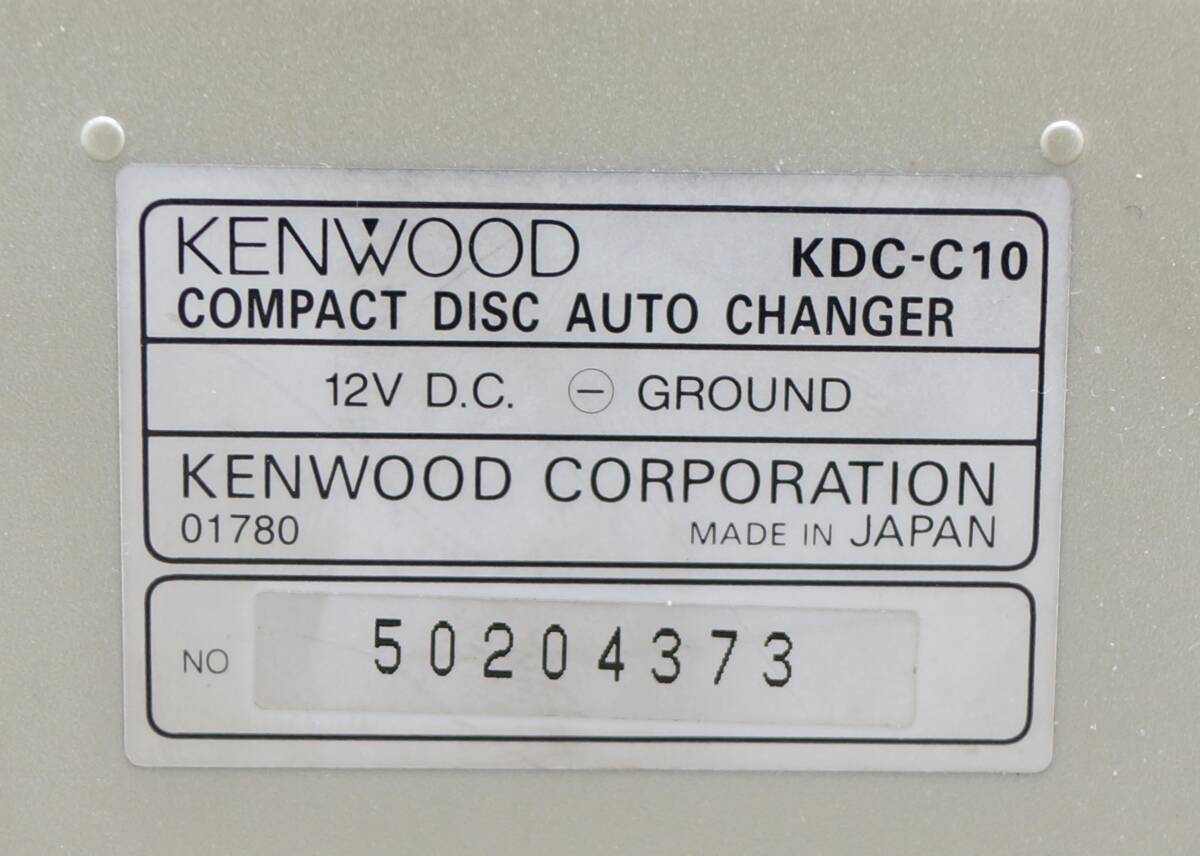 KENWOOD KDC-C10
COMPACT DISC AUTO CHANGER
12V D.C. ⊖ GROUND
KENWOOD CORPORATION
01780 MADE IN JAPAN
NO 50204373